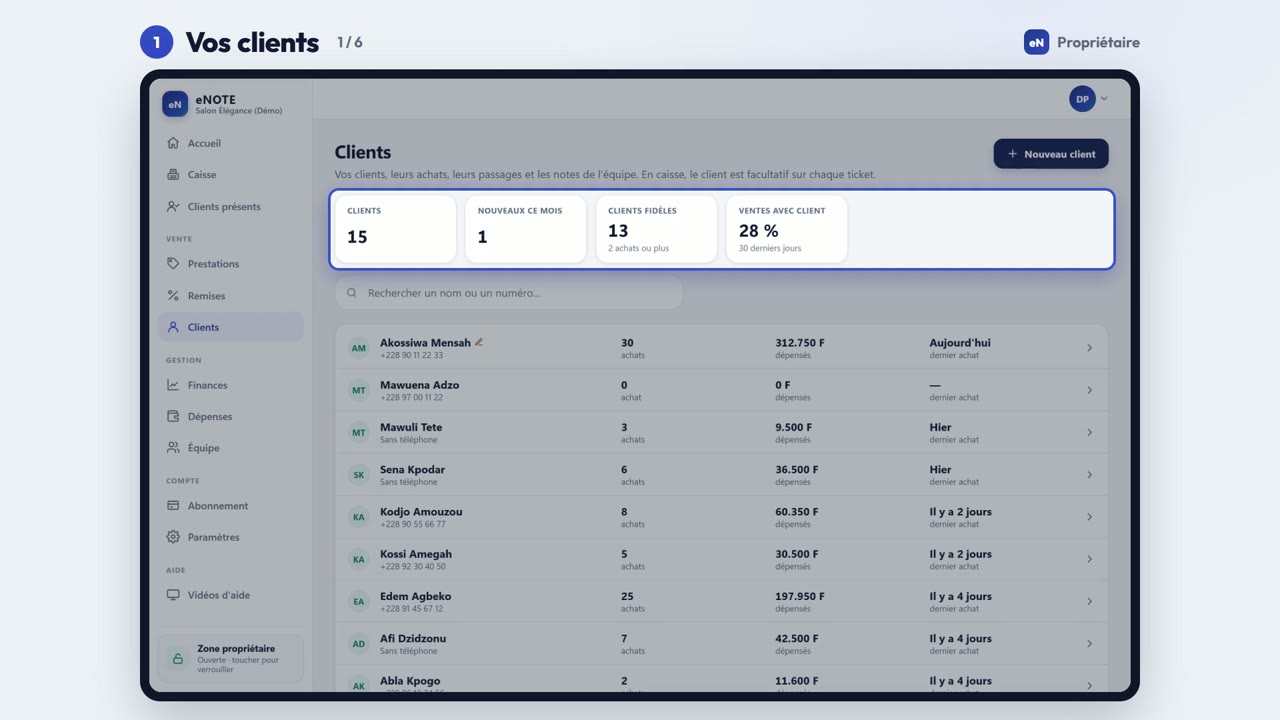 1 Vos clients 1 / 6
eN Propriétaire
eN eNOTE
Salon Élégance (Démo)
DP
Accueil
Caisse
Clients présents
VENTE
Prestations
Remises
Clients
GESTION
Finances
Dépenses
Équipe
COMPTE
Abonnement
Paramètres
AIDE
Vidéos d'aide
Zone propriétaire
Ouverte · toucher pour
verrouiller
Clients
Vos clients, leurs achats, leurs passages et les notes de l'équipe. En caisse, le client est facultatif sur chaque ticket.
+ Nouveau client
CLIENTS
15
NOUVEAUX CE MOIS
1
CLIENTS FIDÈLES
13
2 achats ou plus
VENTES AVEC CLIENT
28 %
30 derniers jours
Rechercher un nom ou un numéro...
AM Akossiwa Mensah 30 312.750 F Aujourd'hui
+228 90 11 22 33 achats dépensés dernier achat
MT Mawuena Adzo 0 0 F —
+228 97 00 11 22 achat dépensés dernier achat
MT Mawuli Tete 3 9.500 F Hier
Sans téléphone achats dépensés dernier achat
SK Sena Kpodar 6 36.500 F Hier
Sans téléphone achats dépensés dernier achat
KA Kodjo Amouzou 8 60.350 F Il y a 2 jours
+228 90 55 66 77 achats dépensés dernier achat
KA Kossi Amegah 5 30.500 F Il y a 2 jours
+228 92 30 40 50 achats dépensés dernier achat
EA Edem Agbeko 25 197.950 F Il y a 4 jours
+228 91 45 67 12 achats dépensés dernier achat
AD Afi Dzidzonu 7 42.500 F Il y a 4 jours
Sans téléphone achats dépensés dernier achat
AK Abla Kpogo 2 11.600 F Il y a 4 jours